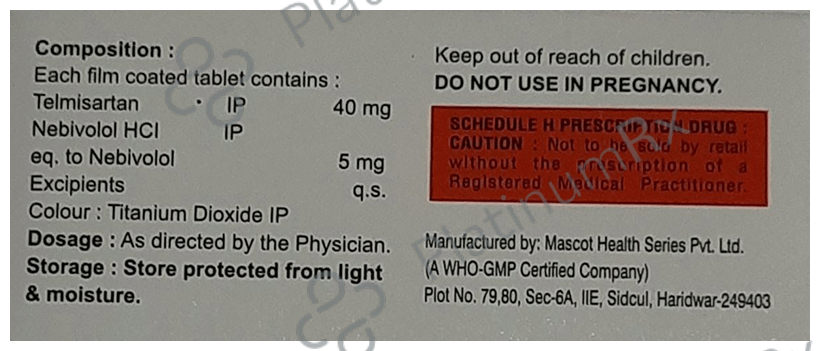 Composition :
Each film coated tablet contains :
Telmisartan IP 40 mg
Nebivolol HCl IP
eq. to Nebivolol 5 mg
Excipients q.s.
Colour : Titanium Dioxide IP
Dosage : As directed by the Physician.
Storage : Store protected from light
& moisture.
Keep out of reach of children.
DO NOT USE IN PREGNANCY.
SCHEDULE H PRESCRIPTION DRUG :
CAUTION : Not to be sold by retail
without the prescription of a
Registered Medical Practitioner.
Manufactured by: Mascot Health Series Pvt. Ltd.
(A WHO-GMP Certified Company)
Plot No. 79,80, Sec-6A, IIE, Sidcul, Haridwar-249403
PlatinumRx